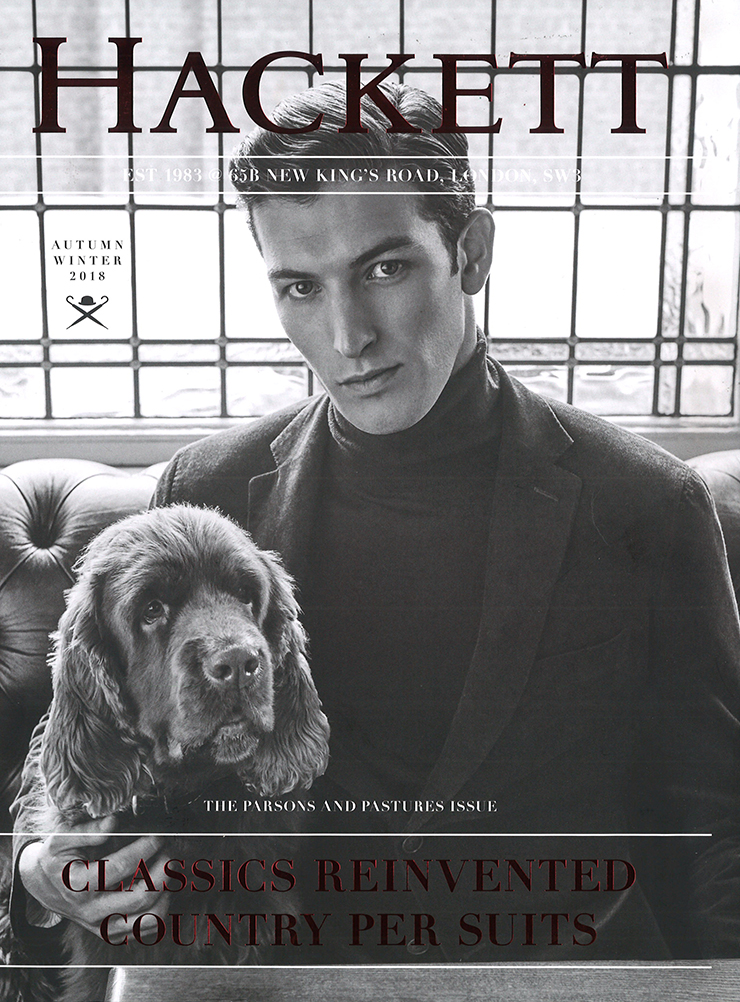 HACKETT
EST. 1983 @ 65B NEW KING'S ROAD, LONDON, SW3
AUTUMN
WINTER
2018
THE PARSONS AND PASTURES ISSUE
CLASSICS REINVENTED
COUNTRY PER SUITS